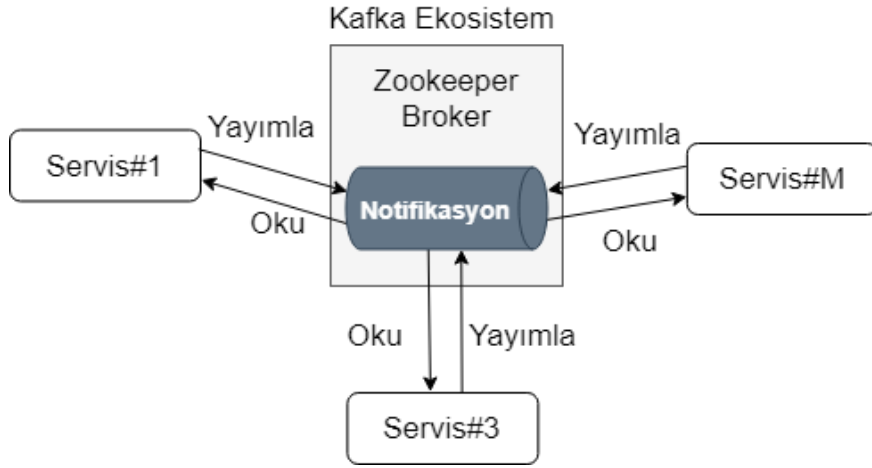 Kafka Ekosistem
Zookeeper
Broker
Yayımla
Yayımla
Servis#1
Servis#M
Notifikasyon
Oku
Oku
Oku
Yayımla
Servis#3